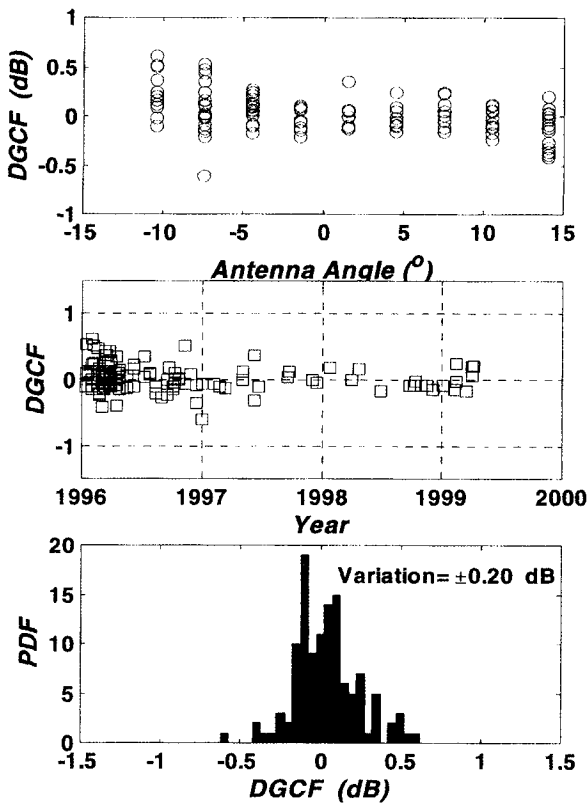 1
0.5
0
-0.5
-1
DGCF (dB)
-15 -10 -5 0 5 10 15
Antenna Angle (o)
1
0
-1
DGCF
1996 1997 1998 1999 2000
Year
20
15
10
5
0
PDF
Variation= ±0.20 dB
-1.5 -1 -0.5 0 0.5 1 1.5
DGCF (dB)